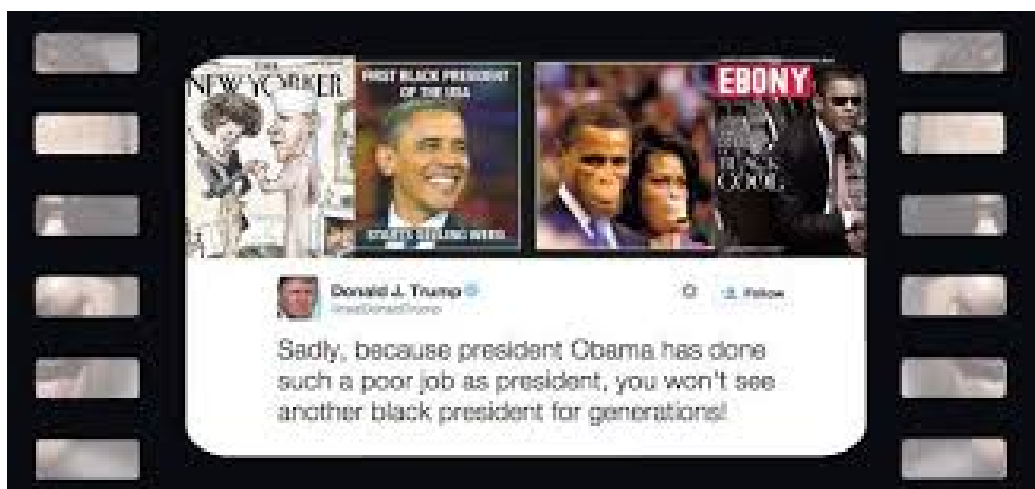 THE
NEW YORKER
FIRST BLACK PRESIDENT
OF THE USA
EBONY
BLACK
COOL
Donald J. Trump
Follow
Sadly, because president Obama has done
such a poor job as president, you won't see
another black president for generations!